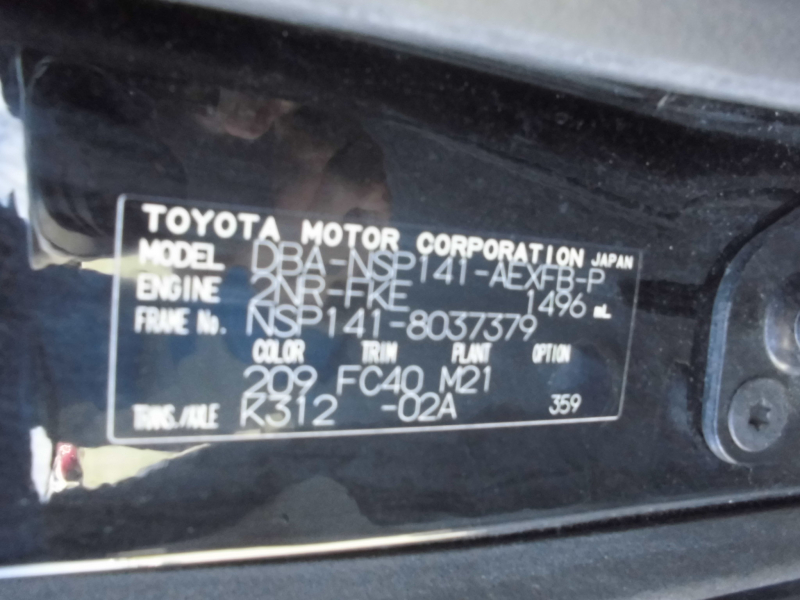 TOYOTA MOTOR CORPORATION JAPAN
MODEL DBA-NSP141-AEXFB-P
ENGINE 2NR-FKE 1496 mL
FRAME No. NSP141-8037379
COLOR TRIM PLANT OPTION
209 FC40 M21
TRANS./AXLE K312 -02A 359